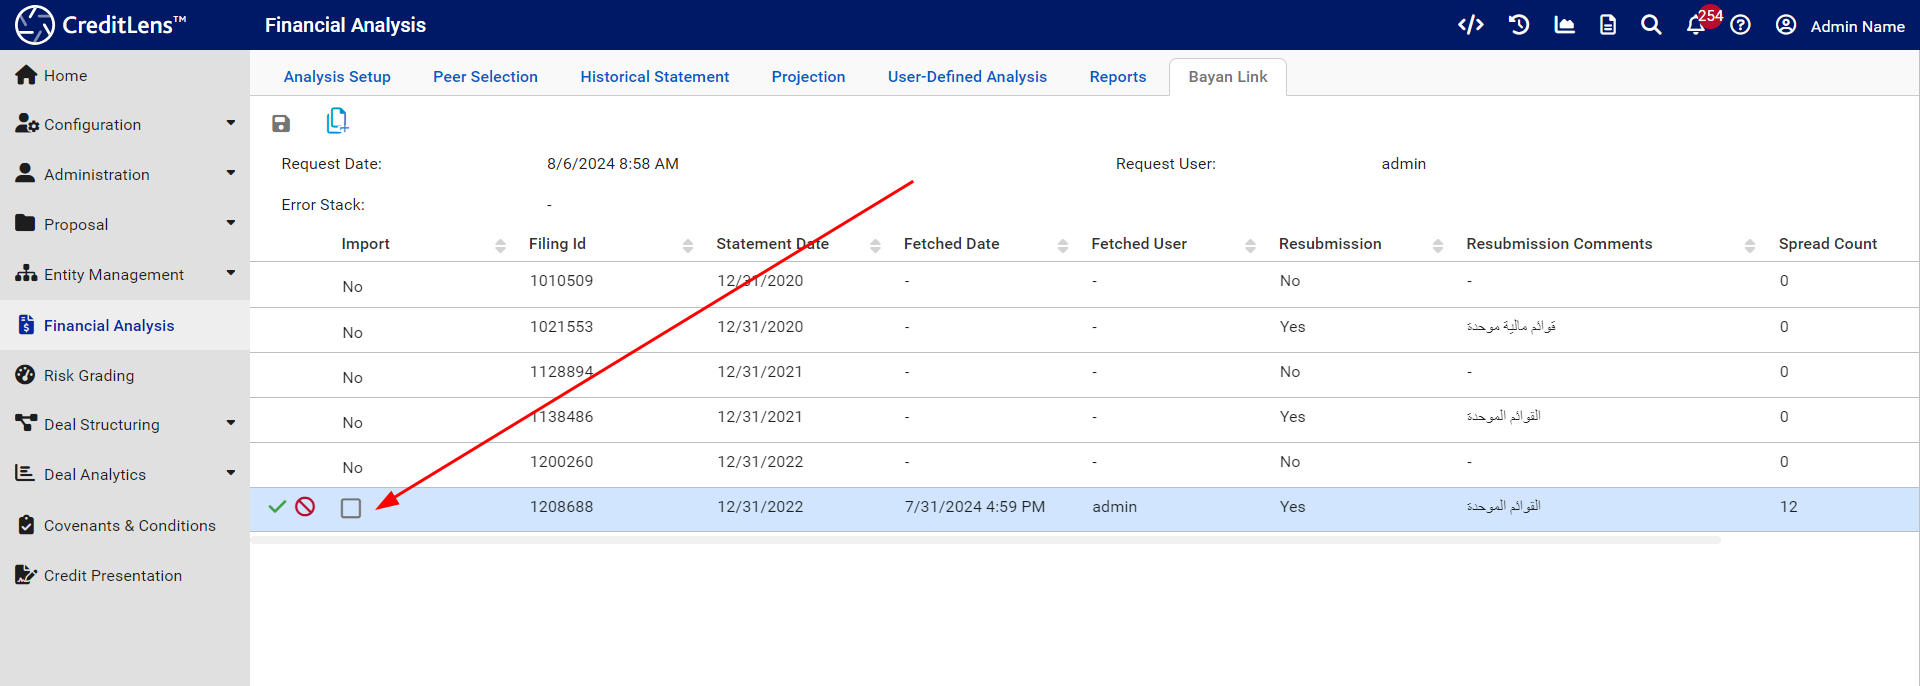 CreditLens™ Financial Analysis 254 Admin Name
Home
Configuration
Administration
Proposal
Entity Management
Financial Analysis
Risk Grading
Deal Structuring
Deal Analytics
Covenants & Conditions
Credit Presentation
Analysis Setup Peer Selection Historical Statement Projection User-Defined Analysis Reports Bayan Link
Request Date: 8/6/2024 8:58 AM Request User: admin
Error Stack: -
Import Filing Id Statement Date Fetched Date Fetched User Resubmission Resubmission Comments Spread Count
No 1010509 12/31/2020 - - No - 0
No 1021553 12/31/2020 - - Yes قوائم مالية موحدة 0
No 1128894 12/31/2021 - - No - 0
No 1138486 12/31/2021 - - Yes القوائم الموحدة 0
No 1200260 12/31/2022 - - No - 0
1208688 12/31/2022 7/31/2024 4:59 PM admin Yes القوائم الموحدة 12